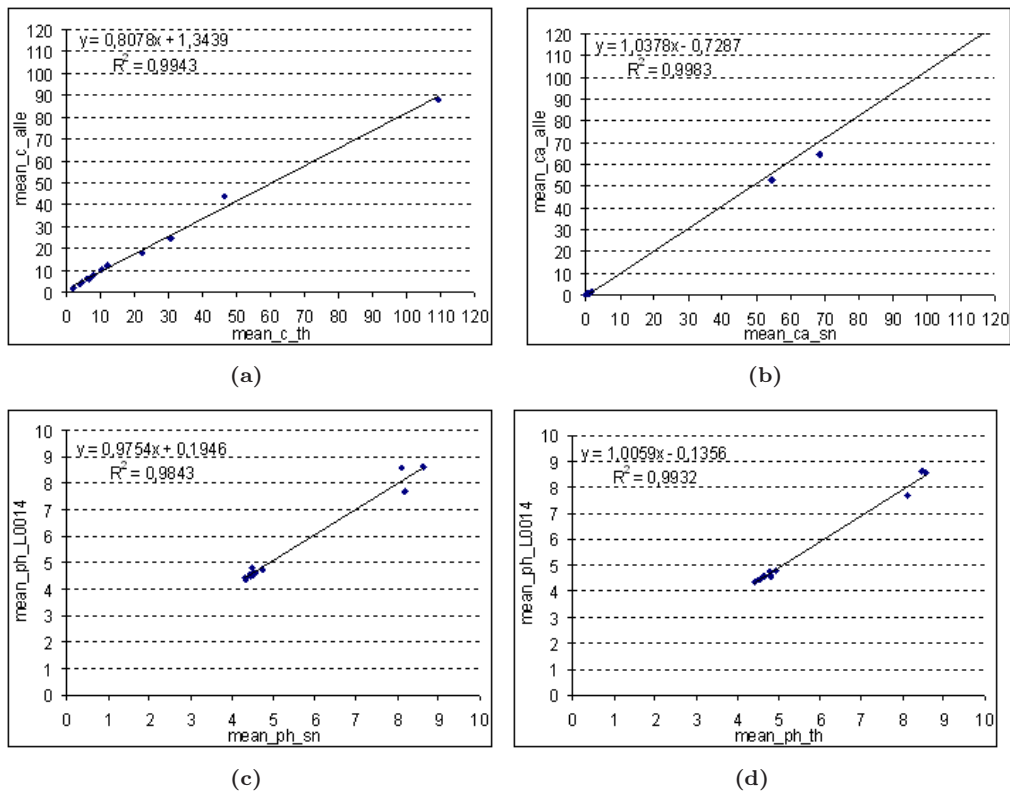 120
110
100
90
80
70
60
50
40
30
20
10
0
y = 0,8078x + 1,3439
R² = 0,9943
mean_c_alle
0 10 20 30 40 50 60 70 80 90 100 110 120
mean_c_th
(a)
120
110
100
90
80
70
60
50
40
30
20
10
0
y = 1,0378x - 0,7287
R² = 0,9983
mean_ca_alle
0 10 20 30 40 50 60 70 80 90 100 110 120
mean_ca_sn
(b)
10
9
8
7
6
5
4
3
2
1
0
y = 0,9754x + 0,1946
R² = 0,9843
mean_ph_L0014
0 1 2 3 4 5 6 7 8 9 10
mean_ph_sn
(c)
10
9
8
7
6
5
4
3
2
1
0
y = 1,0059x - 0,1356
R² = 0,9932
mean_ph_L0014
0 1 2 3 4 5 6 7 8 9 10
mean_ph_th
(d)